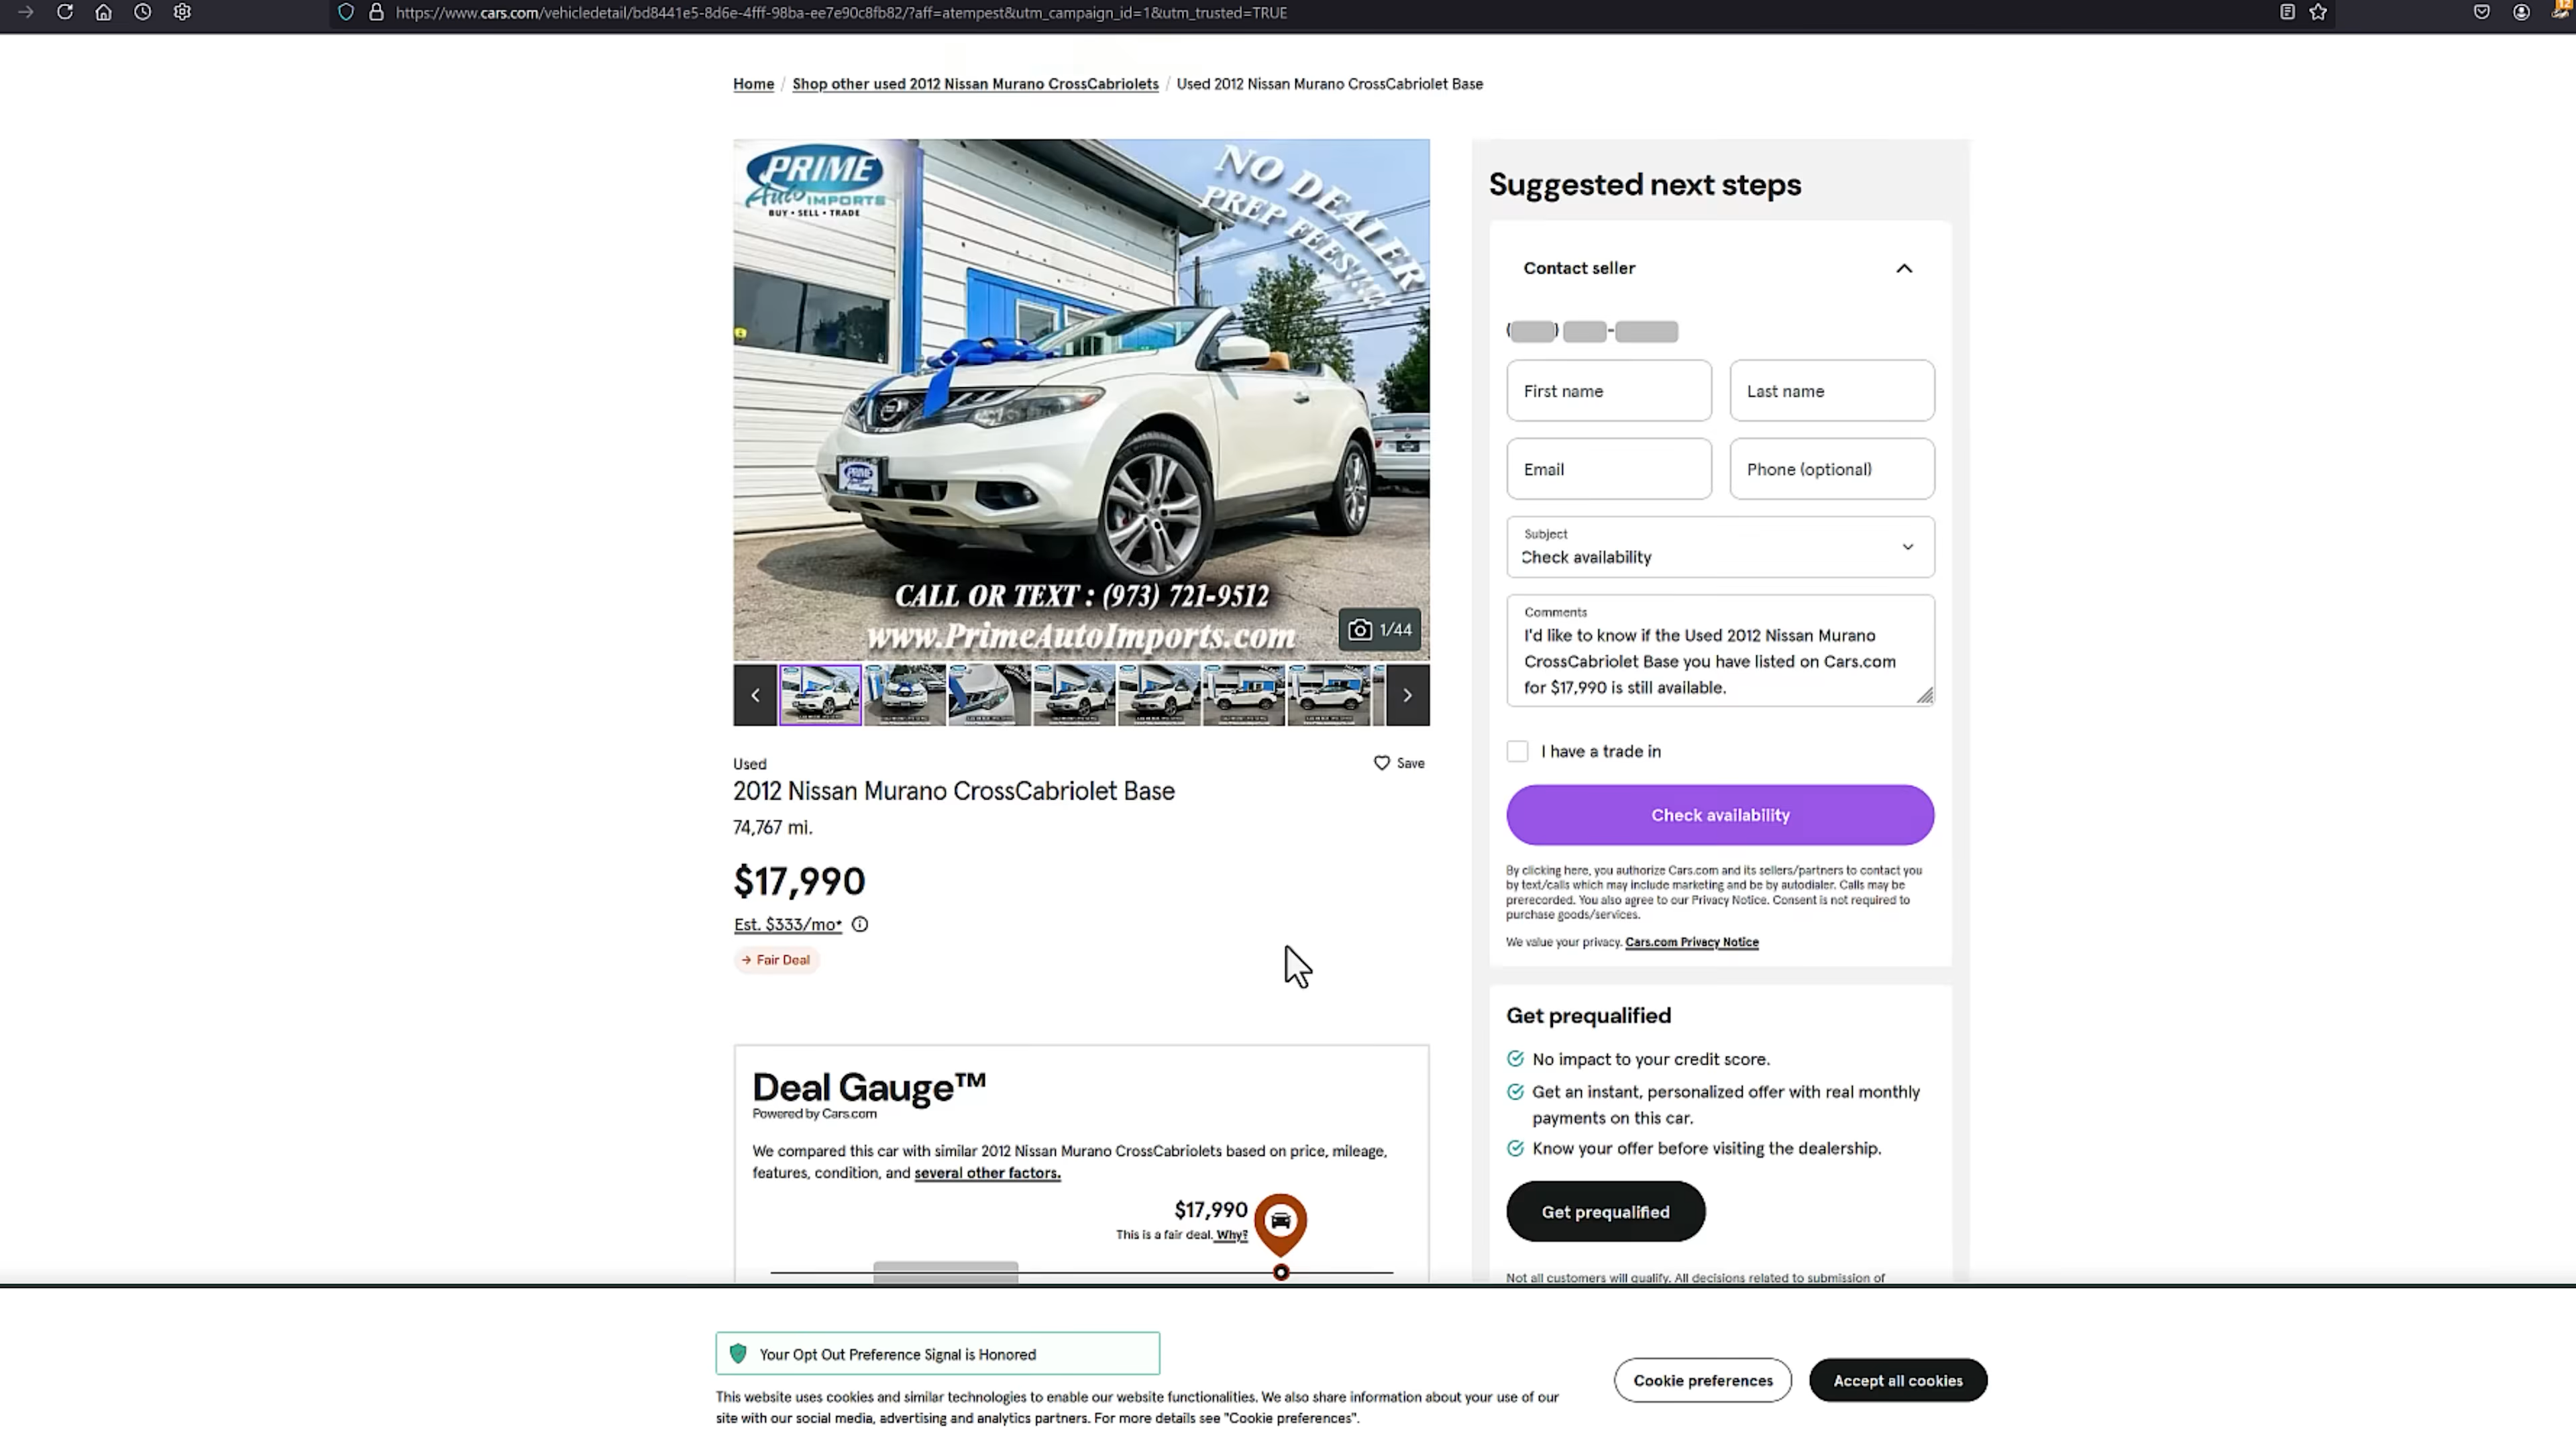 https://www.cars.com/vehicledetail/bd8441e5-8d6e-4fff-98ba-ee7e90c8fb82/?aff=atempest&utm_campaign_id=1&utm_trusted=TRUE
12
Home / Shop other used 2012 Nissan Murano CrossCabriolets / Used 2012 Nissan Murano CrossCabriolet Base
PRIME
Auto IMPORTS
BUY • SELL • TRADE
NO DEALER
PREP FEES!!!
CALL OR TEXT : (973) 721-9512
www.PrimeAutoImports.com
1/44
Used
Save
2012 Nissan Murano CrossCabriolet Base
74,767 mi.
$17,990
Est. $333/mo*
Fair Deal
Deal Gauge™
Powered by Cars.com
We compared this car with similar 2012 Nissan Murano CrossCabriolets based on price, mileage,
features, condition, and several other factors.
$17,990
This is a fair deal. Why?
Suggested next steps
Contact seller
( ) -
First name
Last name
Email
Phone (optional)
Subject
Check availability
Comments
I'd like to know if the Used 2012 Nissan Murano
CrossCabriolet Base you have listed on Cars.com
for $17,990 is still available.
I have a trade in
Check availability
By clicking here, you authorize Cars.com and its sellers/partners to contact you
by text/calls which may include marketing and be by autodialer. Calls may be
prerecorded. You also agree to our Privacy Notice. Consent is not required to
purchase goods/services.
We value your privacy. Cars.com Privacy Notice
Get prequalified
No impact to your credit score.
Get an instant, personalized offer with real monthly
payments on this car.
Know your offer before visiting the dealership.
Get prequalified
Not all customers will qualify. All decisions related to submission of
Your Opt Out Preference Signal is Honored
This website uses cookies and similar technologies to enable our website functionalities. We also share information about your use of our
site with our social media, advertising and analytics partners. For more details see "Cookie preferences".
Cookie preferences
Accept all cookies